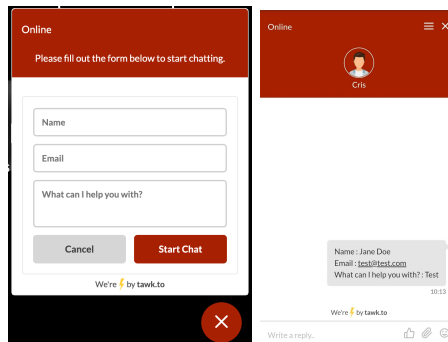 Online
Please fill out the form below to start chatting.
Name
Email
What can I help you with?
Cancel
Start Chat
We're ⚡ by tawk.to
Online
Cris
Name : Jane Doe
Email : test@test.com
What can I help you with? : Test
10:13
We're ⚡ by tawk.to
Write a reply..